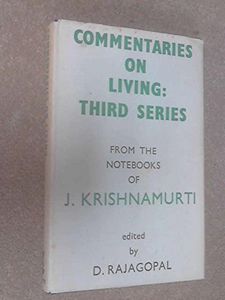 COMMENTARIES
ON
LIVING:
THIRD SERIES
FROM THE
NOTEBOOKS
OF
J. KRISHNAMURTI
edited
by
D. RAJAGOPAL